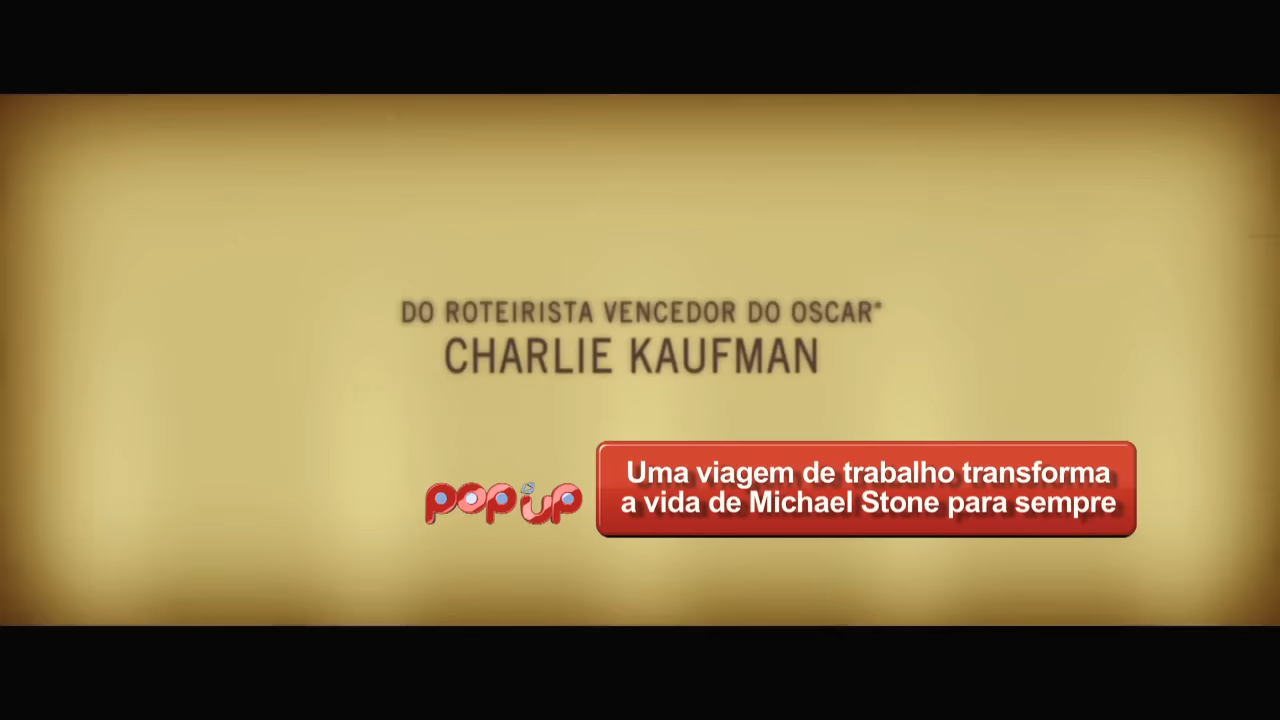 DO ROTEIRISTA VENCEDOR DO OSCAR®
CHARLIE KAUFMAN
POP UP
Uma viagem de trabalho transforma
a vida de Michael Stone para sempre